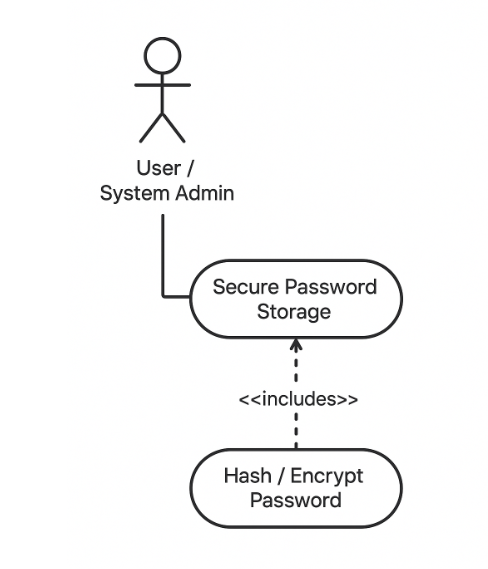 User /
System Admin
Secure Password
Storage
<<includes>>
Hash / Encrypt
Password